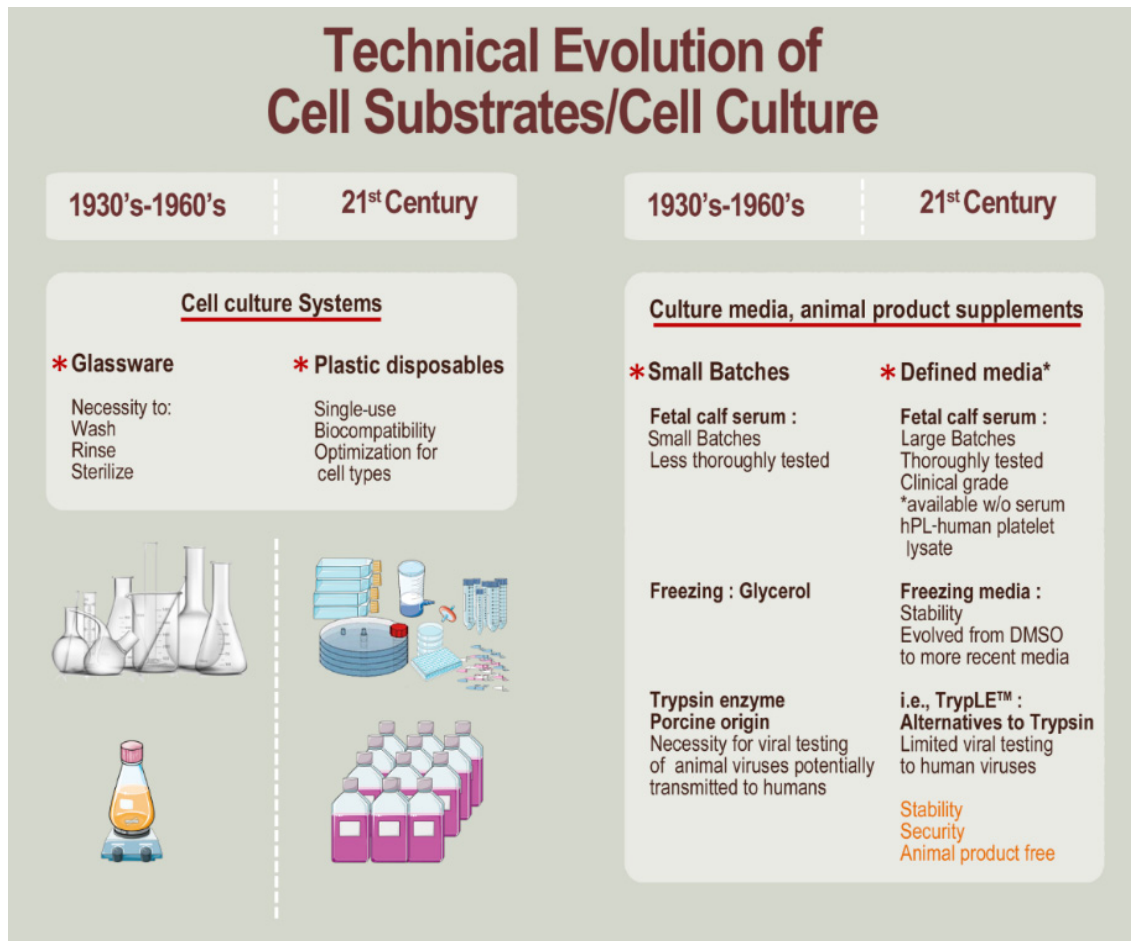 Technical Evolution of
Cell Substrates/Cell Culture
1930's-1960's
21st Century
Cell culture Systems
* Glassware
Necessity to:
Wash
Rinse
Sterilize
* Plastic disposables
Single-use
Biocompatibility
Optimization for
cell types
1930's-1960's
21st Century
Culture media, animal product supplements
* Small Batches
Fetal calf serum :
Small Batches
Less thoroughly tested
Freezing : Glycerol
Trypsin enzyme
Porcine origin
Necessity for viral testing
of animal viruses potentially
transmitted to humans
* Defined media*
Fetal calf serum :
Large Batches
Thoroughly tested
Clinical grade
*available w/o serum
hPL-human platelet
lysate
Freezing media :
Stability
Evolved from DMSO
to more recent media
i.e., TrypLE™ :
Alternatives to Trypsin
Limited viral testing
to human viruses
Stability
Security
Animal product free